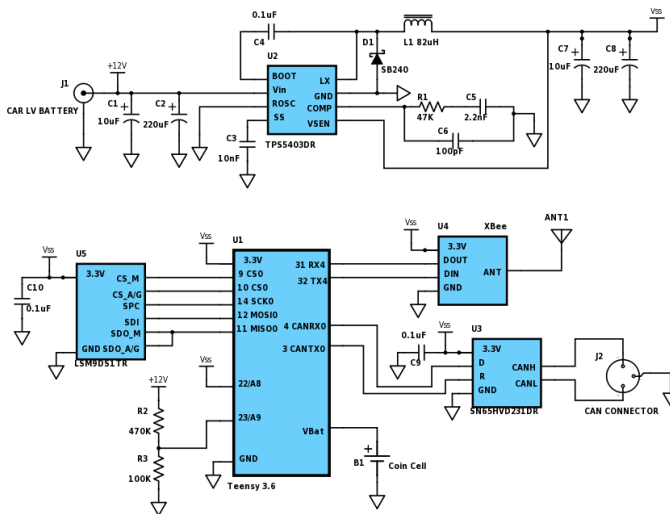 0.1uF
C4
D1
L1 82uH
Vss
+12V
U2
SB240
C7
10uF
C8
220uF
J1
CAR LV BATTERY
C1
10uF
C2
220uF
BOOT
Vin
ROSC
SS
LX
GND
COMP
VSEN
TPS5403DR
R1
47K
C5
2.2nF
C6
100pF
C3
10nF
Vss
U5
3.3V
CS_M
CS_A/G
SPC
SDI
SDO_M
GND SDO_A/G
LSM9DS1TR
C10
0.1uF
Vss
U1
3.3V
9 CS0
10 CS0
14 SCK0
12 MOSI0
11 MISO0
31 RX4
32 TX4
4 CANRX0
3 CANTX0
Vss
22/A8
23/A9
GND
VBat
Teensy 3.6
+12V
R2
470K
R3
100K
B1
Coin Cell
Vss
U4
XBee
3.3V
DOUT
DIN
GND
ANT
ANT1
0.1uF
C9
Vss
U3
3.3V
D
R
GND
CANH
CANL
SN65HVD231DR
J2
CAN CONNECTOR